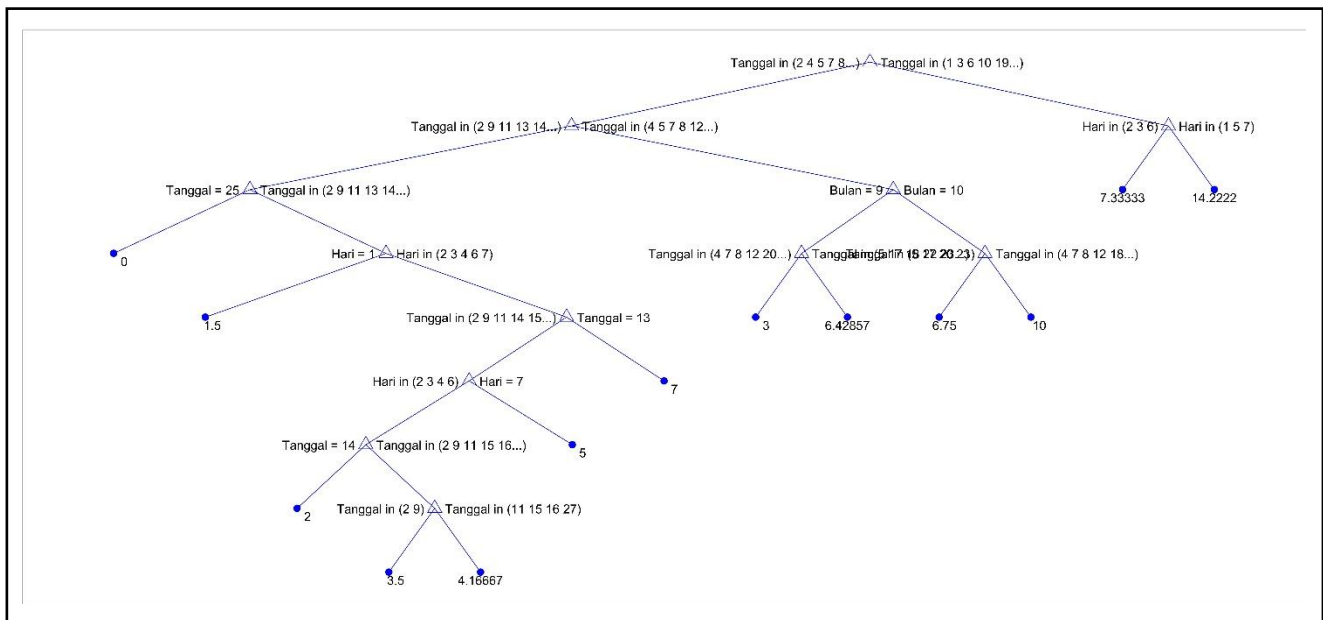 Tanggal in (2 4 5 7 8...) Tanggal in (1 3 6 10 19...)
Tanggal in (2 9 11 13 14...) Tanggal in (4 5 7 8 12...) Hari in (2 3 6) Hari in (1 5 7)
Tanggal = 25 Tanggal in (2 9 11 13 14...) Bulan = 9 Bulan = 10 7.33333 14.2222
0 Hari = 1 Hari in (2 3 4 6 7) Tanggal in (4 7 8 12 20...) Tanggal in (4 7 8 12 18...)
1.5 Tanggal in (2 9 11 14 15...) Tanggal = 13 3 6.42857 6.75 10
Hari in (2 3 4 6) Hari = 7 7
Tanggal = 14 Tanggal in (2 9 11 15 16...) 5
2 Tanggal in (2 9) Tanggal in (11 15 16 27)
3.5 4.16667